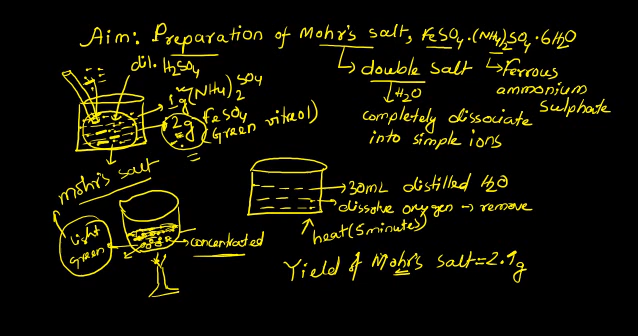 Aim: Preparation of Mohr's salt, FeSO4.(NH4)2SO4.6H2O
double salt
Ferrous ammonium Sulphate
H2O
completely dissociate
into simple ions
dil. H2SO4
1g (NH4)2SO4
2g FeSO4
(Green vitreol)
Mohr's salt
light green
concentrated
30mL distilled H2O
dissolve oxygen → remove
heat (5 minutes)
Yield of Mohr's salt = 2.9g